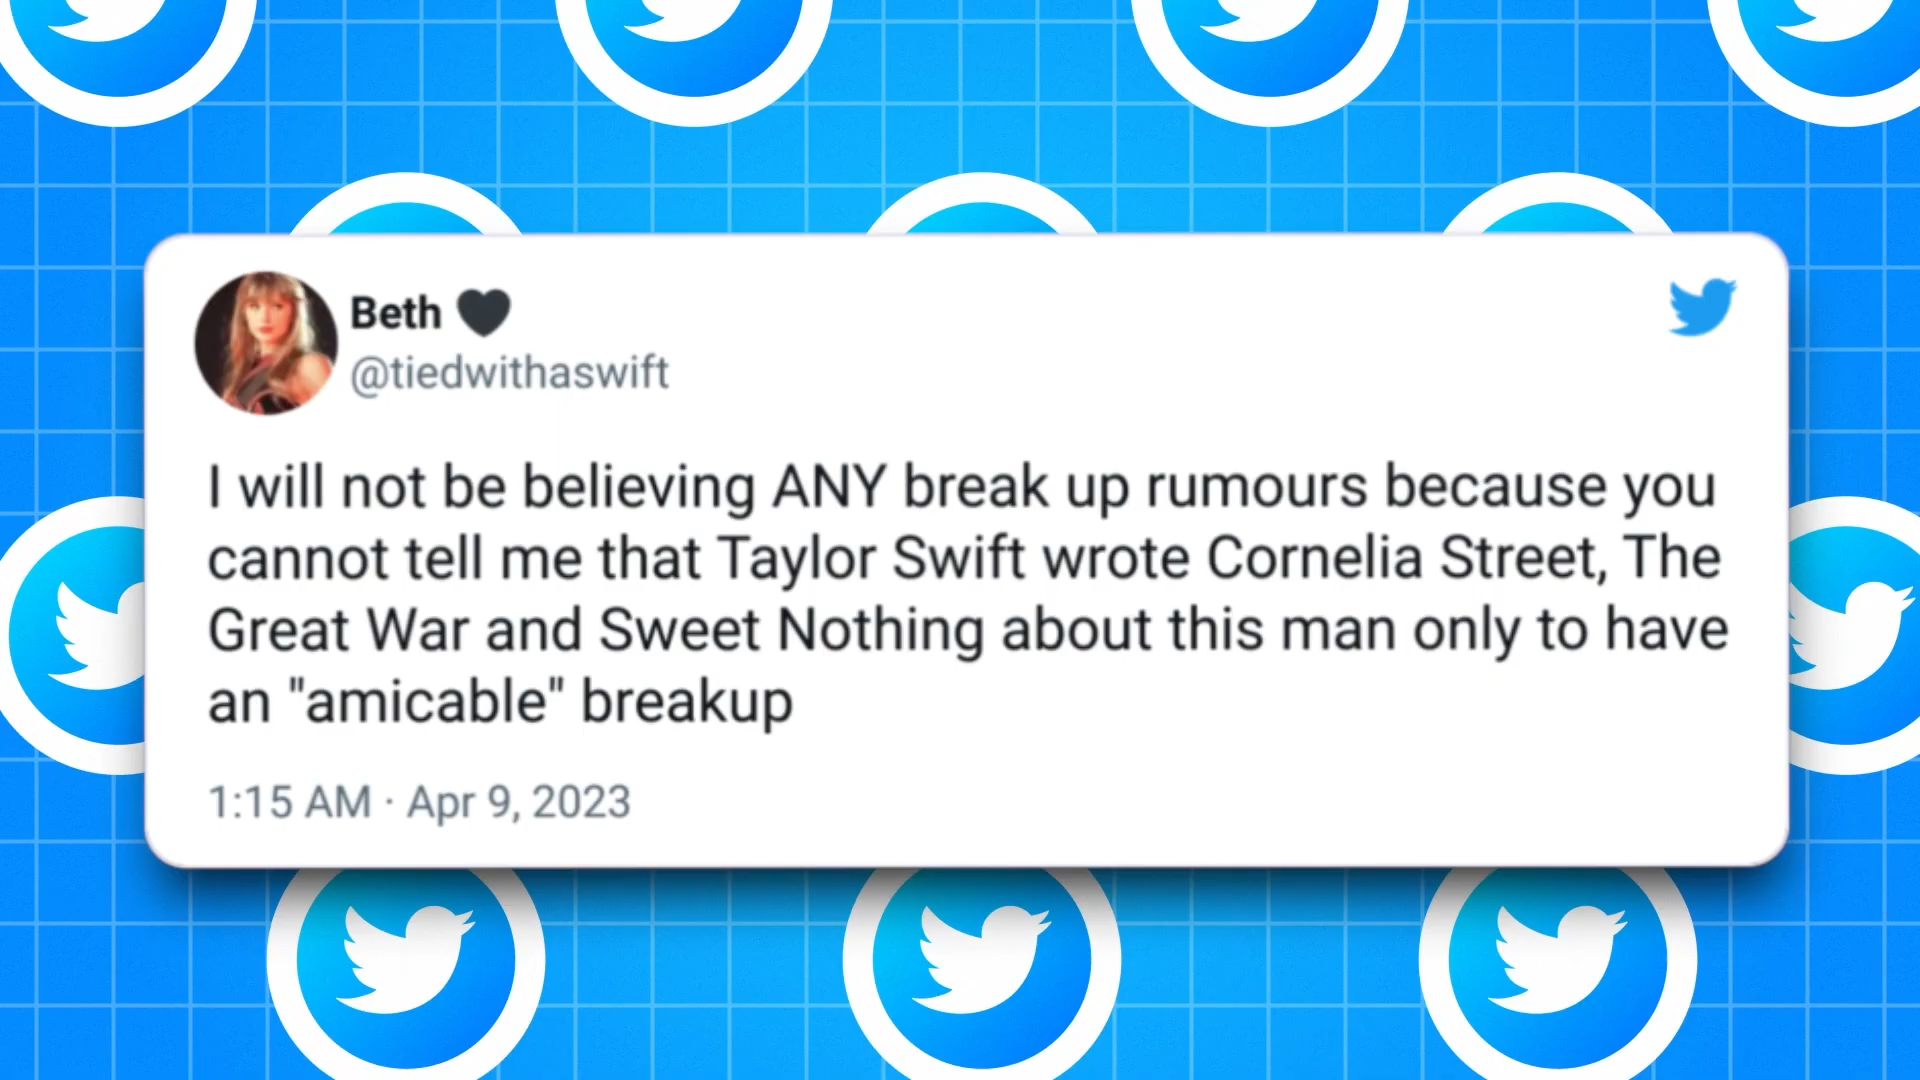 Beth 🖤
@tiedwithaswift
I will not be believing ANY break up rumours because you
cannot tell me that Taylor Swift wrote Cornelia Street, The
Great War and Sweet Nothing about this man only to have
an "amicable" breakup
1:15 AM · Apr 9, 2023